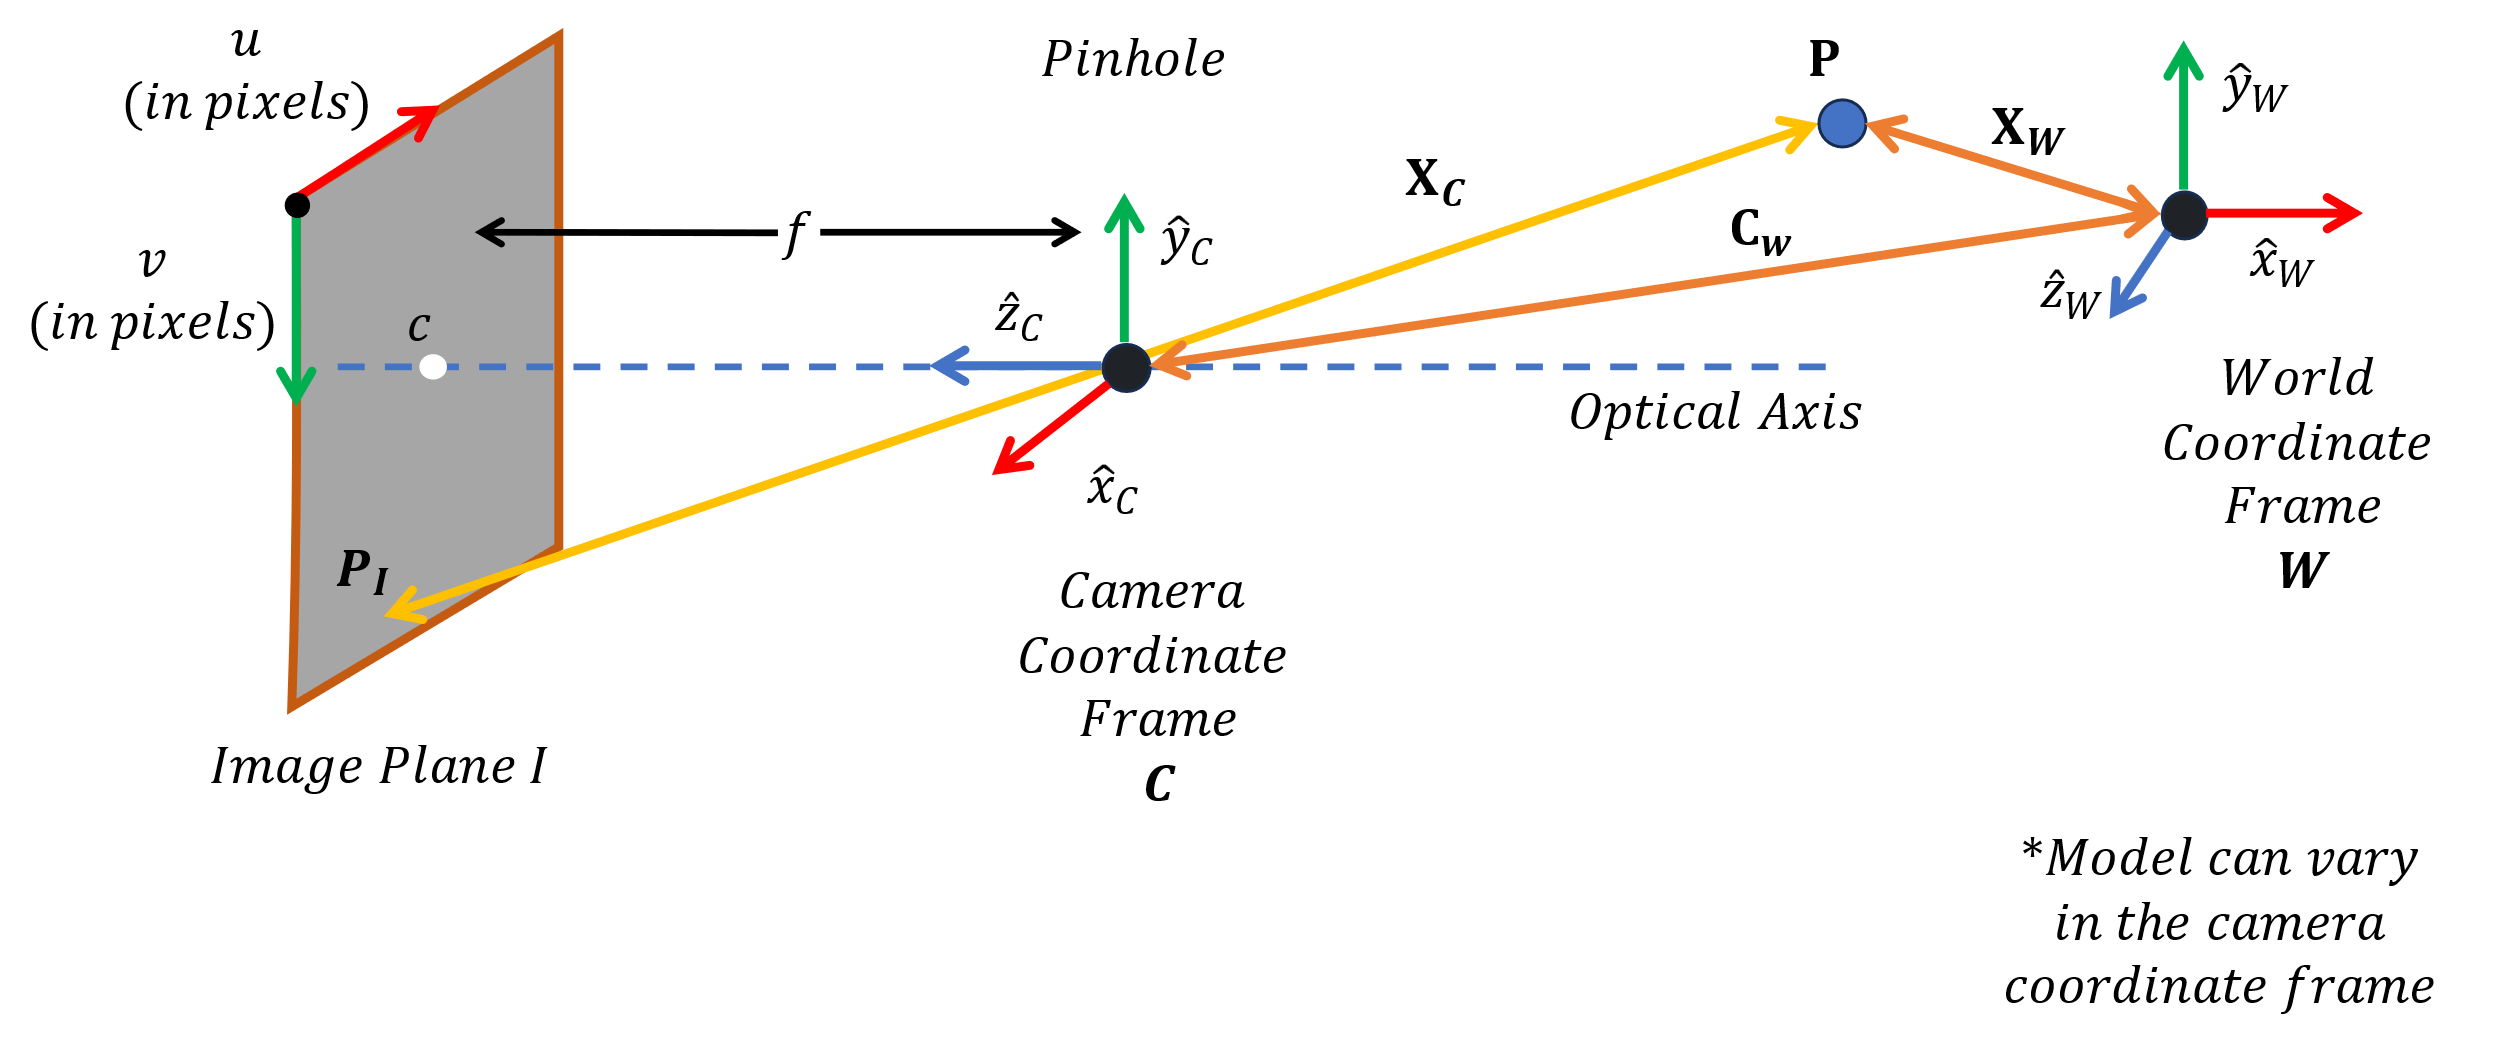 u
(in pixels)
v
(in pixels)
c
P_I
Image Plane I
f
Pinhole
ŷ_C
ẑ_C
x̂_C
Camera
Coordinate
Frame
C
X_C
P
X_W
C_w
Optical Axis
ŷ_W
x̂_W
ẑ_W
World
Coordinate
Frame
W
*Model can vary
in the camera
coordinate frame